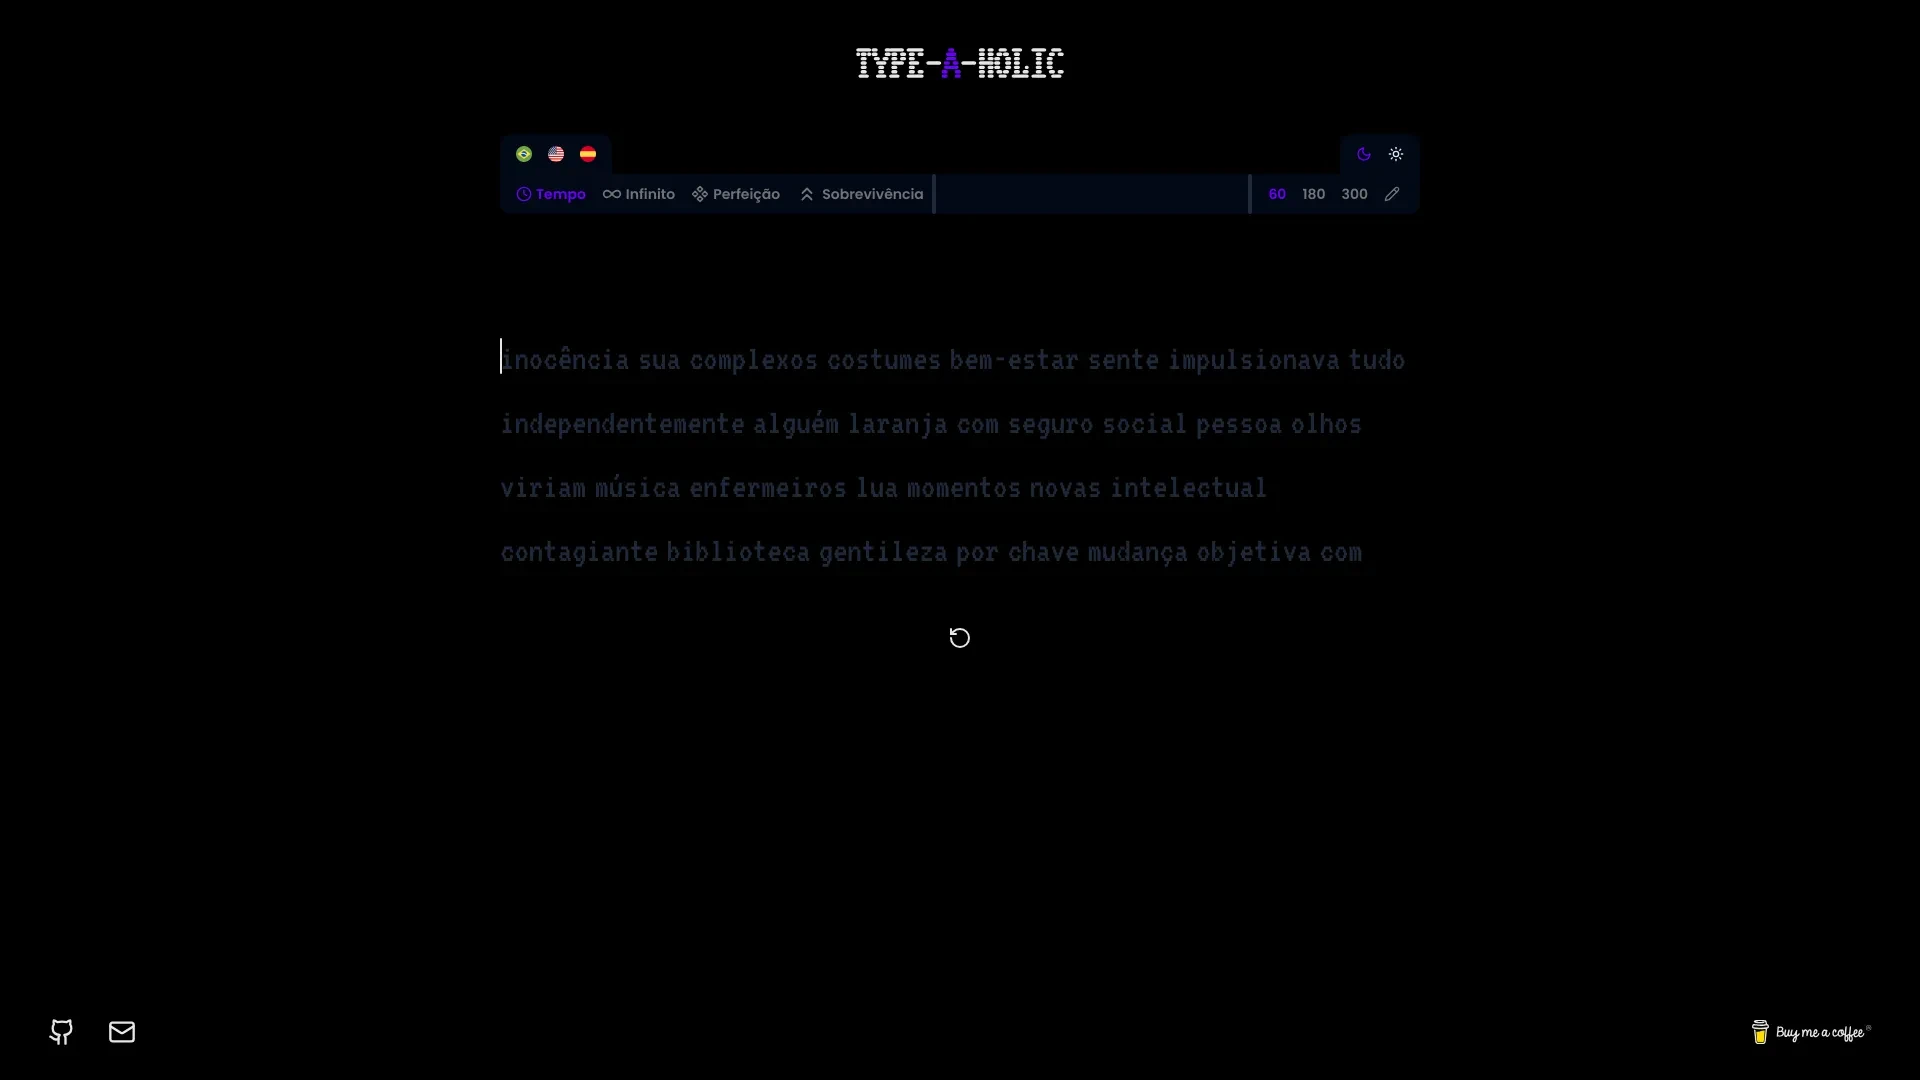 TYPE-A-HOLIC
Tempo Infinito Perfeição Sobrevivência 60 180 300
inocência sua complexos costumes bem-estar sente impulsionava tudo
independentemente alguém laranja com seguro social pessoa olhos
viriam música enfermeiros lua momentos novas intelectual
contagiante biblioteca gentileza por chave mudança objetiva com
Buy me a coffee®